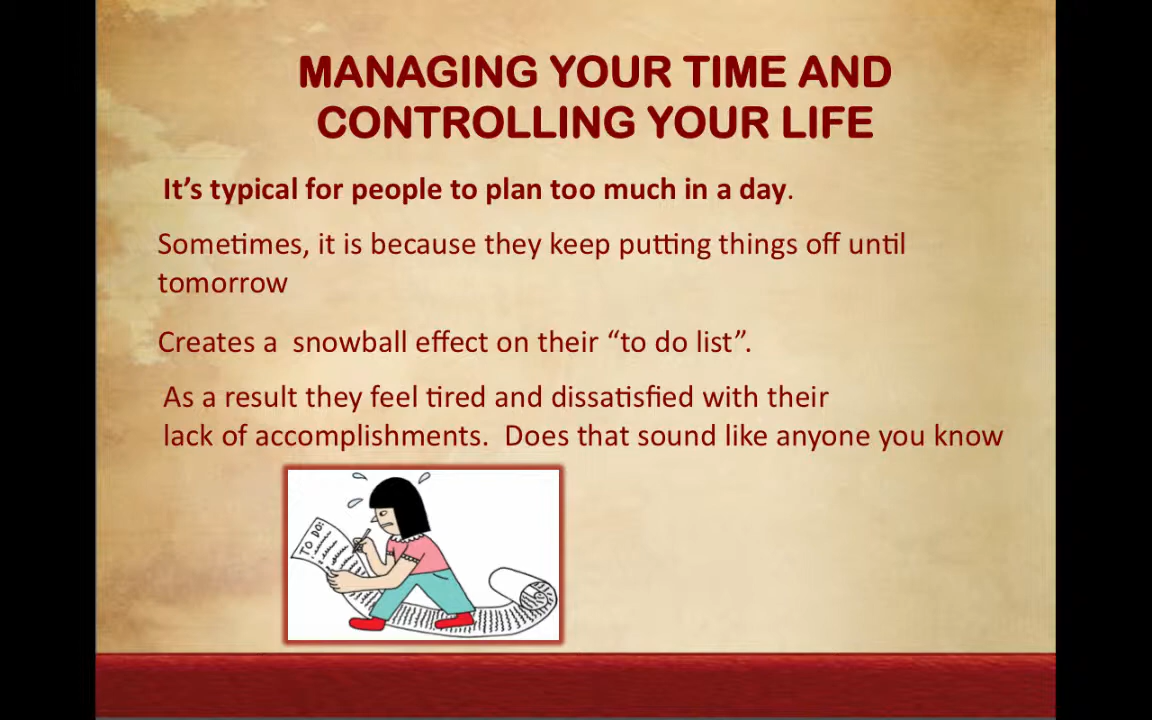 MANAGING YOUR TIME AND
CONTROLLING YOUR LIFE
It’s typical for people to plan too much in a day.
Sometimes, it is because they keep putting things off until
tomorrow
Creates a  snowball effect on their “to do list”.
As a result they feel tired and dissatisfied with their
lack of accomplishments.  Does that sound like anyone you know
TO DO: